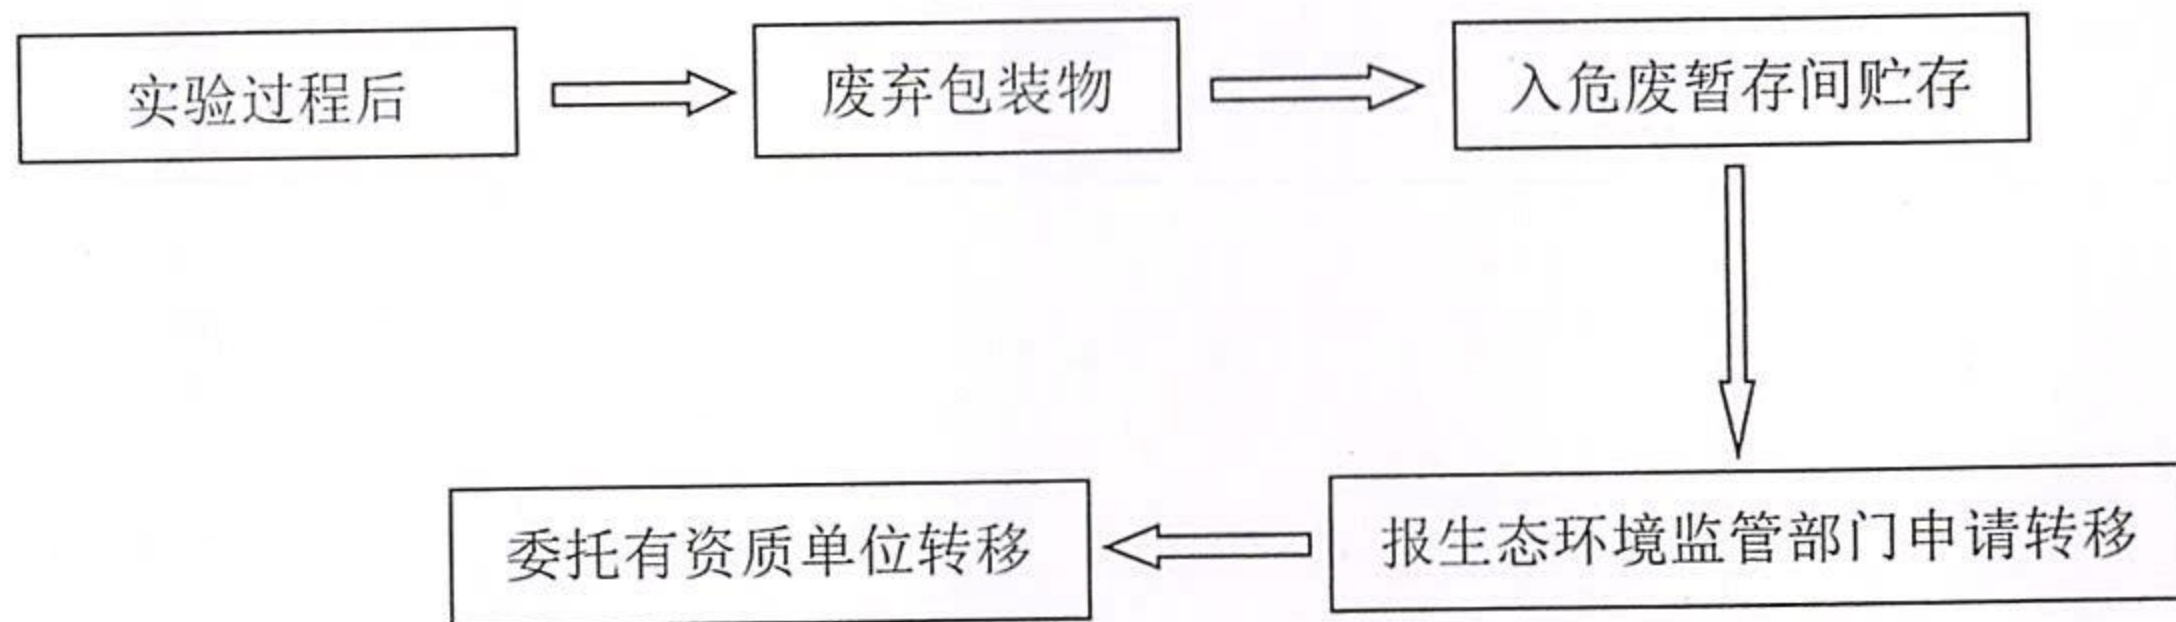 实验过程后
废弃包装物
入危废暂存间贮存
报生态环境监管部门申请转移
委托有资质单位转移